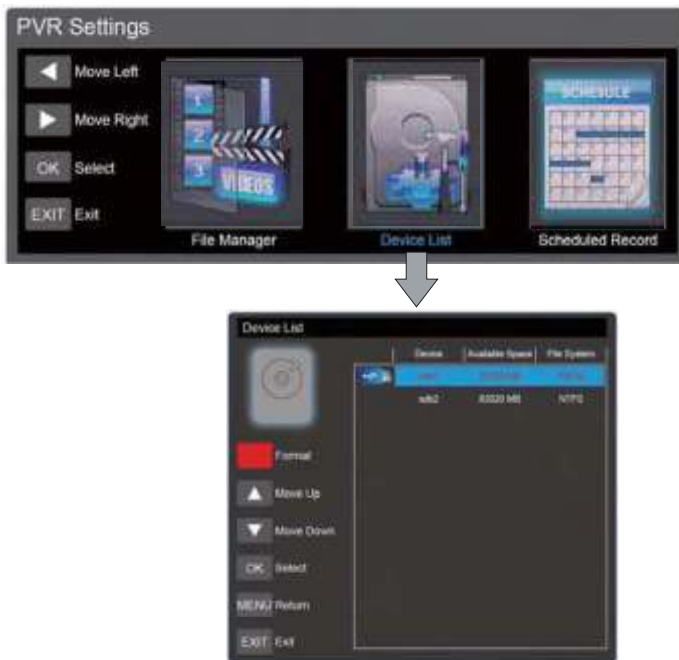 PVR Settings
Move Left
Move Right
OK Select
EXIT Exit
1
2
3
VIDEOS
SCHEDULE
File Manager
Device List
Scheduled Record
Device List
Device Available Space File System
sdb2 MB NTFS
Format
Move Up
Move Down
OK Select
MENU Return
EXIT Exit